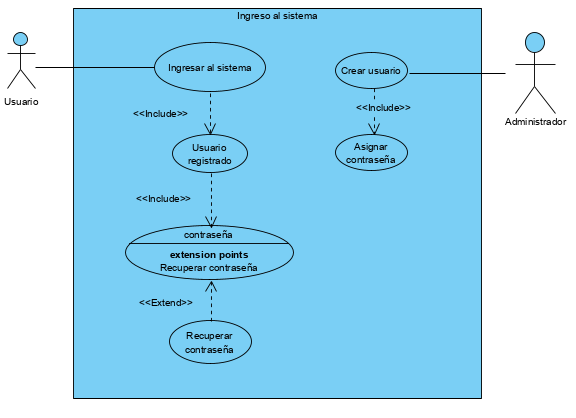 Ingreso al sistema
Usuario
Ingresar al sistema
<<Include>>
Usuario
registrado
<<Include>>
contraseña
extension points
Recuperar contraseña
<<Extend>>
Recuperar
contraseña
Crear usuario
<<Include>>
Asignar
contraseña
Administrador